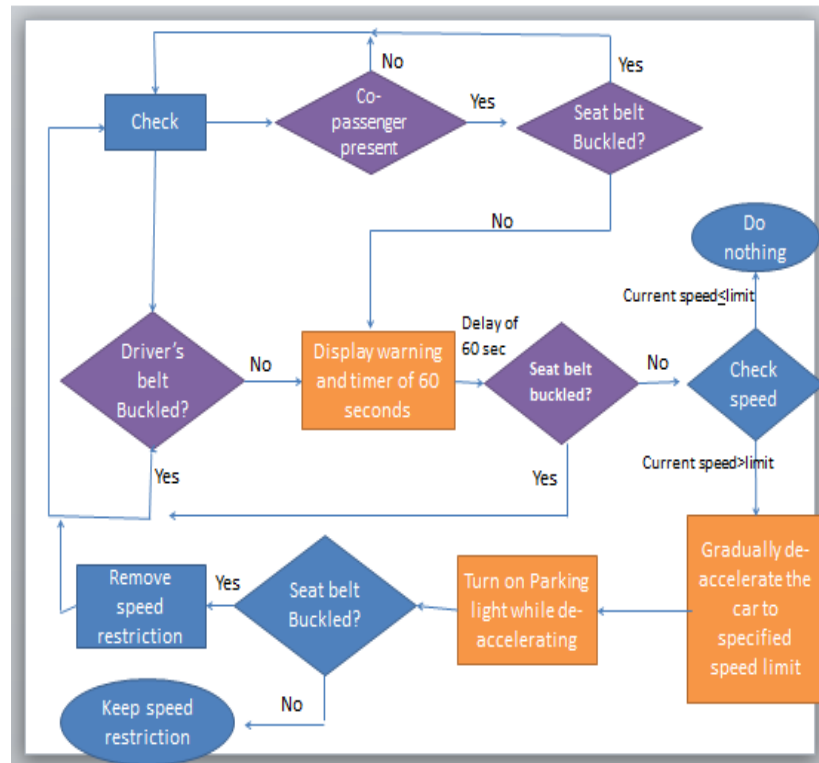 No
Yes
Co-
passenger
present
Yes
Seat belt
Buckled?
Check
No
Do
nothing
Current speed≤limit
Delay of
60 sec
Driver's
belt
Buckled?
No
Display warning
and timer of 60
seconds
Seat belt
buckled?
No
Check
speed
Current speed>limit
Yes
Yes
Gradually de-
accelerate the
car to
specified
speed limit
Turn on Parking
light while de-
accelerating
Seat belt
Buckled?
Yes
Remove
speed
restriction
No
Keep speed
restriction